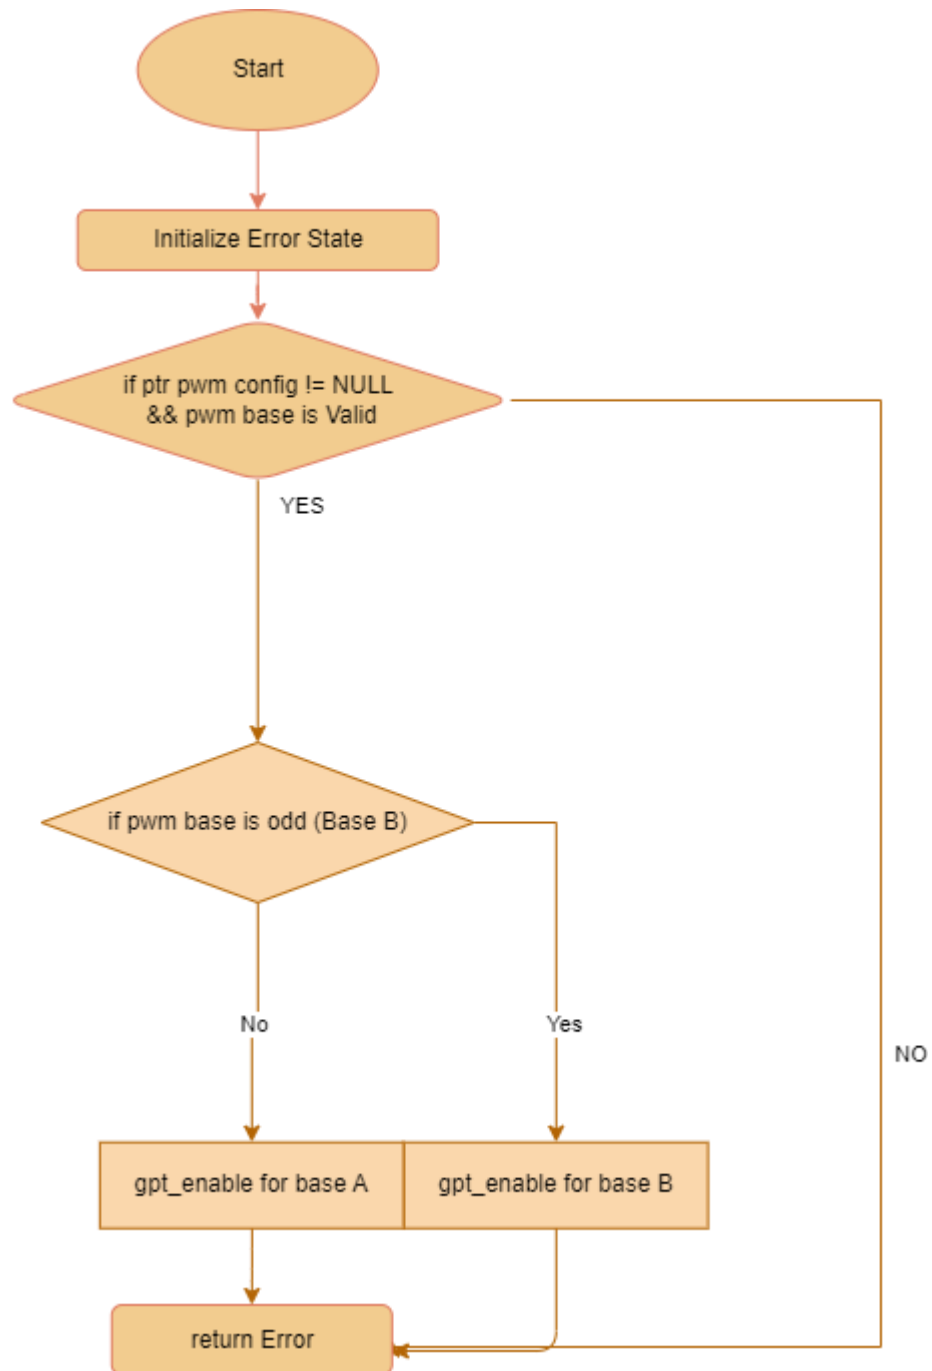 Start
Initialize Error State
if ptr pwm config != NULL
&& pwm base is Valid
YES
if pwm base is odd (Base B)
No
Yes
NO
gpt_enable for base A
gpt_enable for base B
return Error